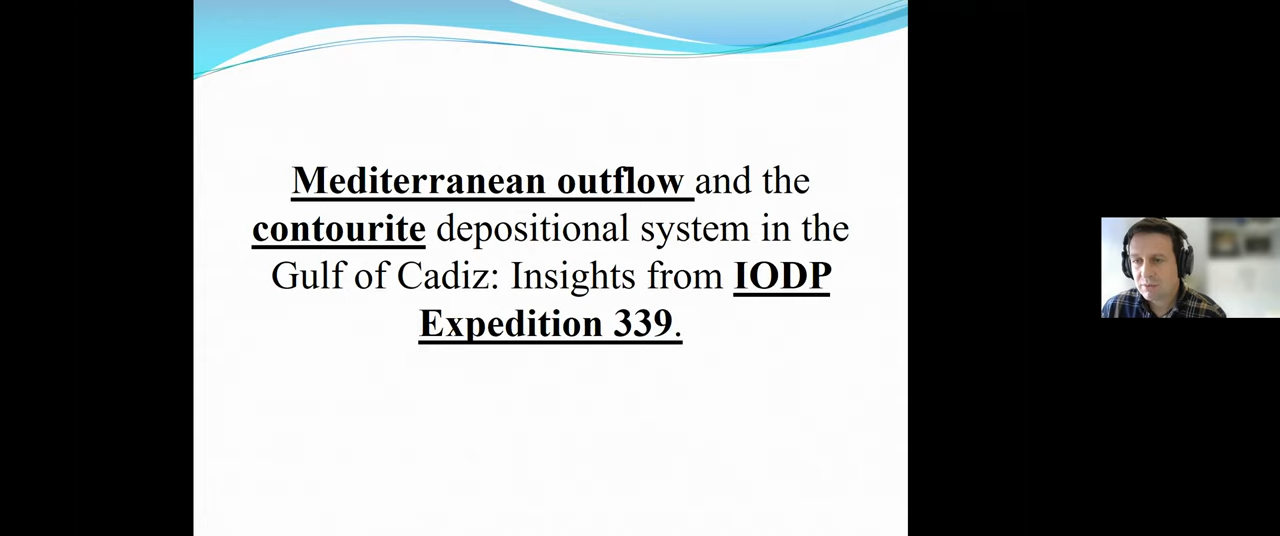 Mediterranean outflow and the
contourite depositional system in the
Gulf of Cadiz: Insights from IODP
Expedition 339.